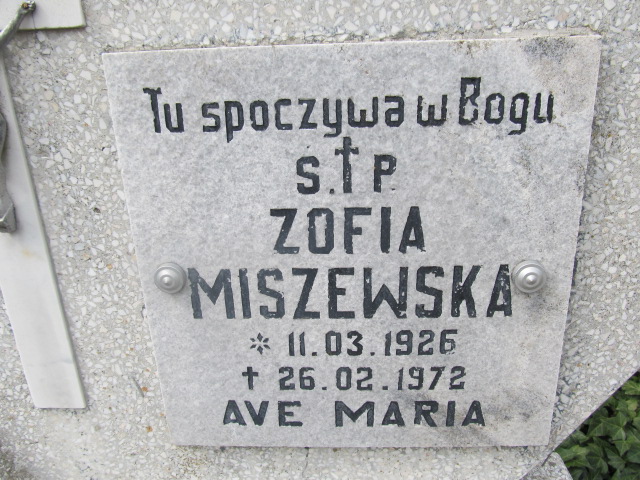 Tu spoczywa w Bogu
Ś.†P.
ZOFIA
MISZEWSKA
* 11.03.1926
† 26.02.1972
AVE MARIA